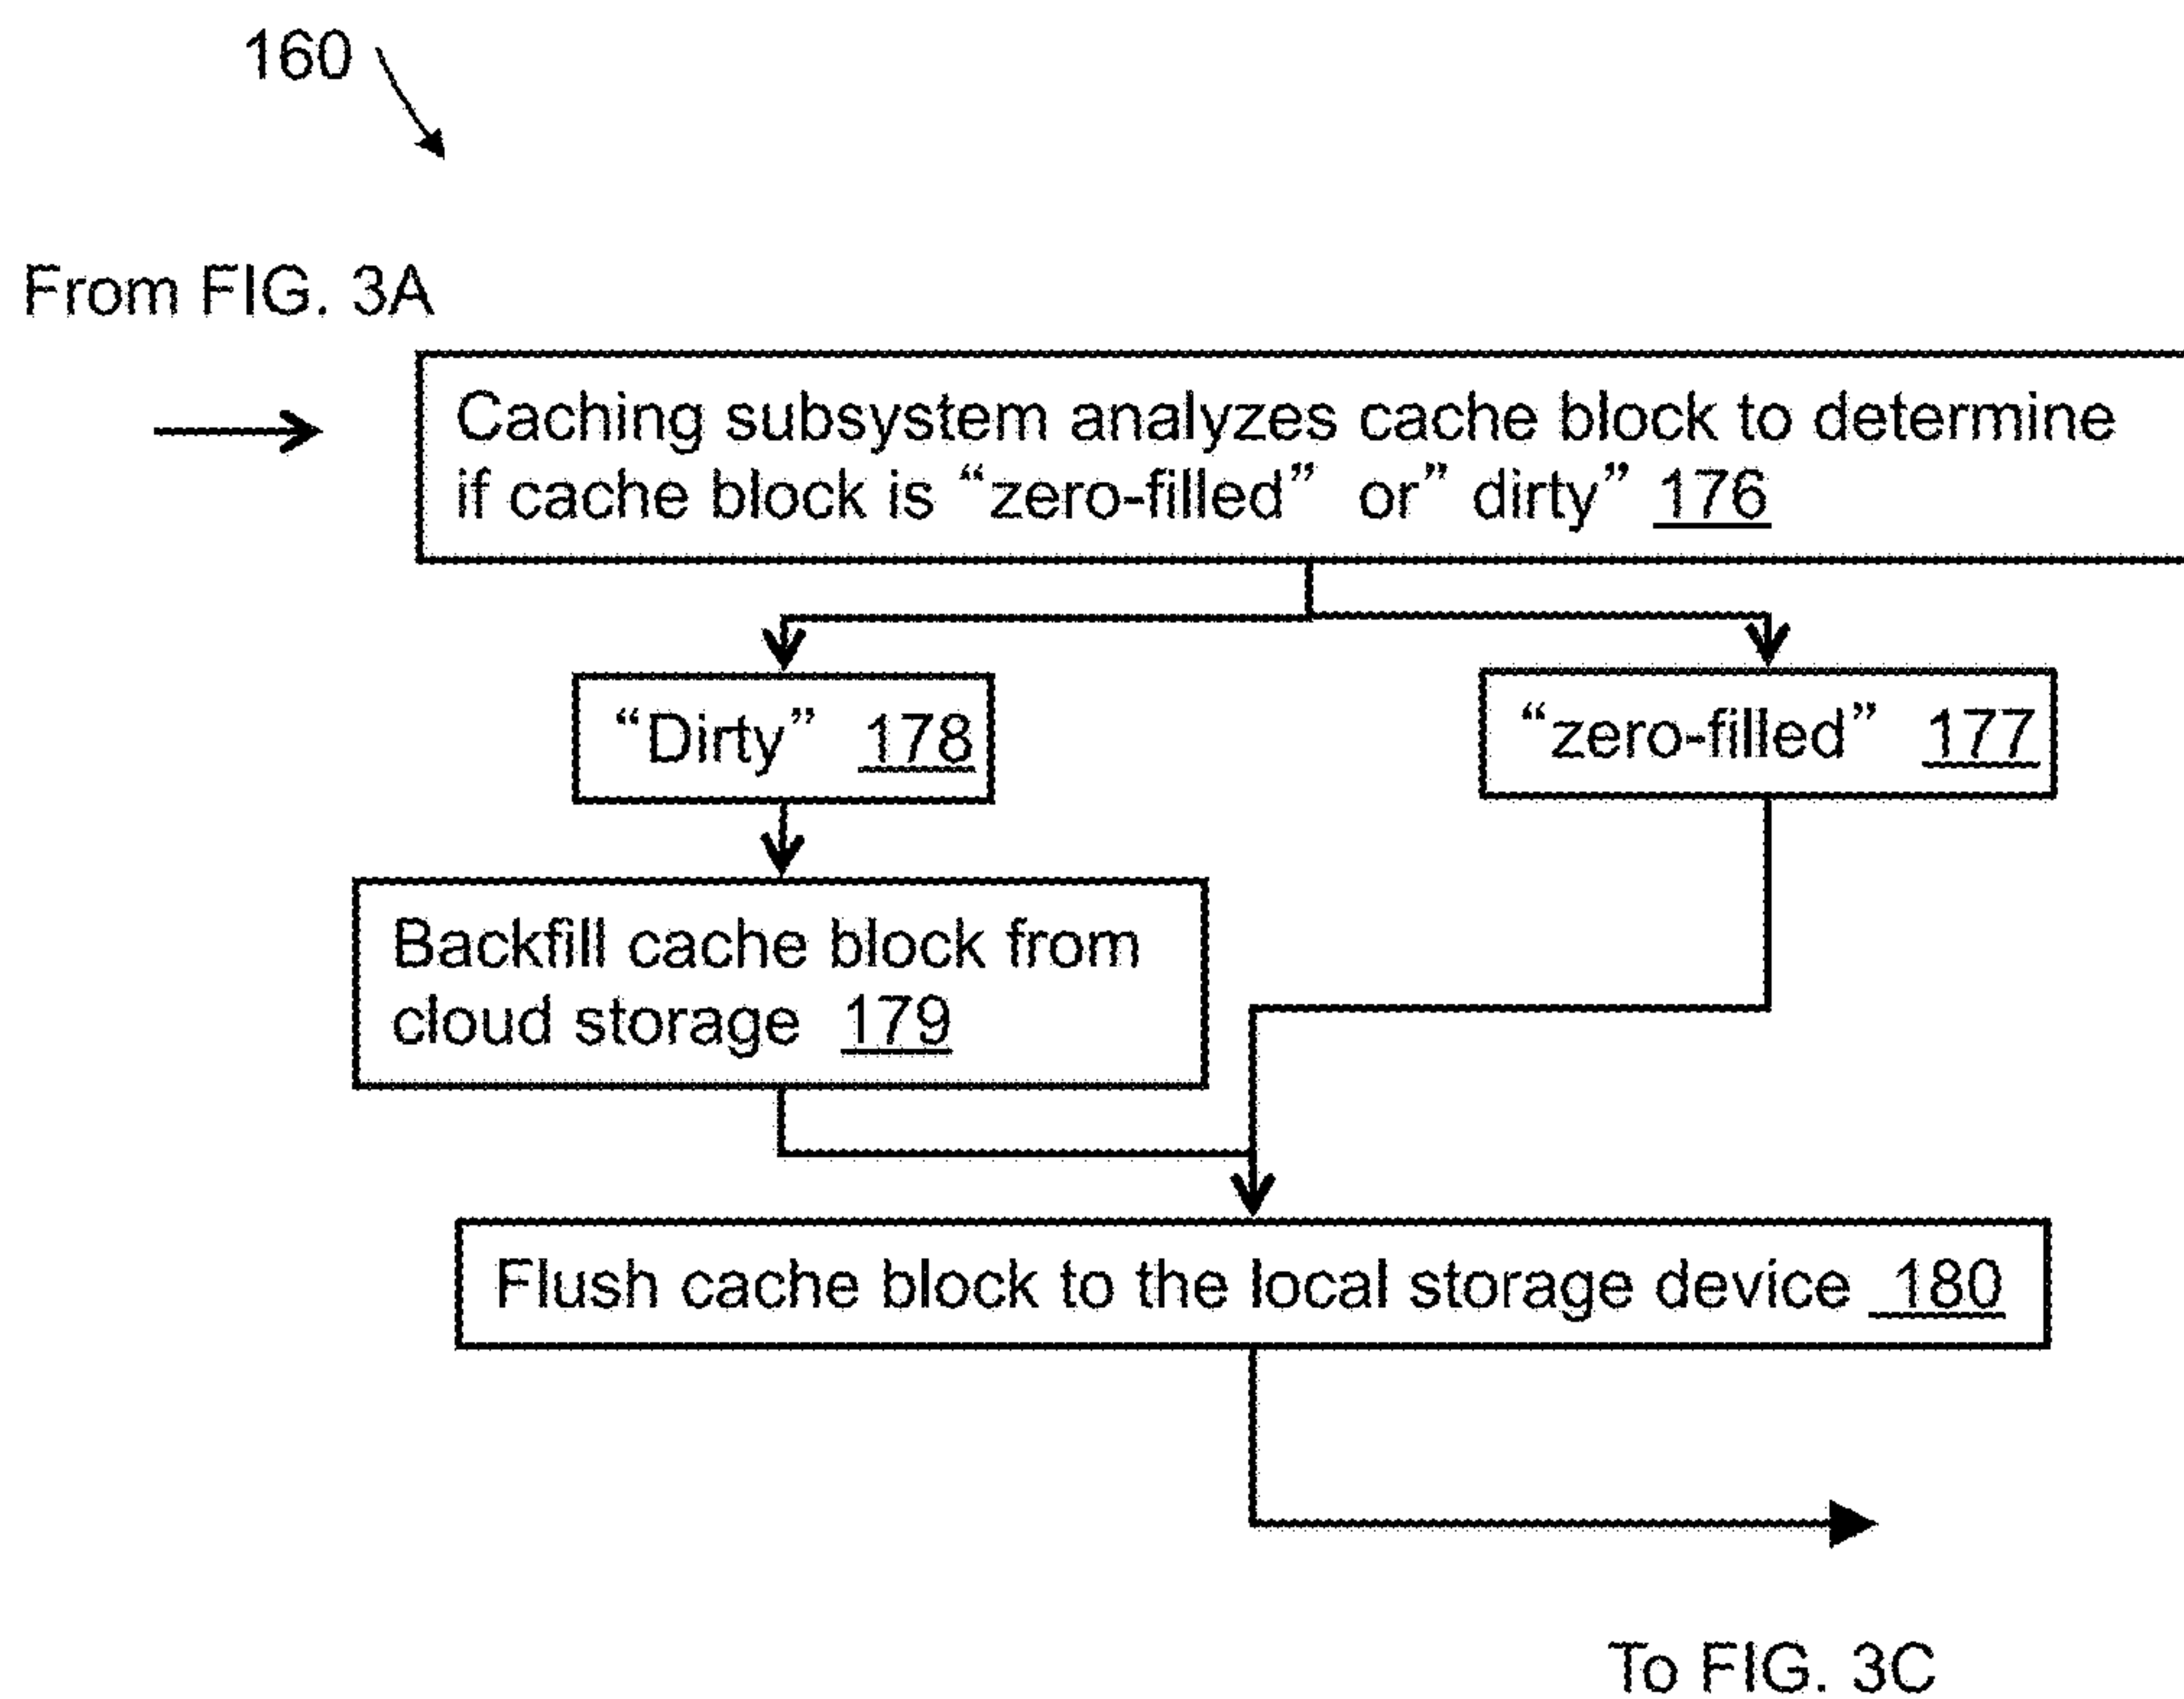 160
From FIG. 3A
Caching subsystem analyzes cache block to determine
if cache block is “zero-filled” or” dirty” 176
“Dirty” 178
“zero-filled” 177
Backfill cache block from
cloud storage 179
Flush cache block to the local storage device 180
To FIG. 3C